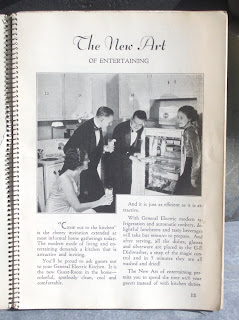 The New Art
OF ENTERTAINING
"Come out to the kitchen"
is the cheery invitation extended at
most informal home gatherings today.
The modern mode of living and en-
tertaining demands a kitchen that is
attractive and inviting.
You'll be proud to ask guests out
to your General Electric Kitchen. It is
the new Guest-Room in the home—
colorful, spotlessly clean, cool and
comfortable.
And it is just as efficient as it is at-
tractive.
With General Electric modern re-
frigeration and automatic cookery, de-
lightful luncheons and tasty beverages
will take but minutes to prepare. And
after serving, all the dishes, glasses
and silverware are placed in the G-E
Dishwasher, a snap of the magic con-
trol and in 5 minutes they are all
washed and dried.
The New Art of entertaining per-
mits you to spend the time with your
guests instead of with kitchen duties.